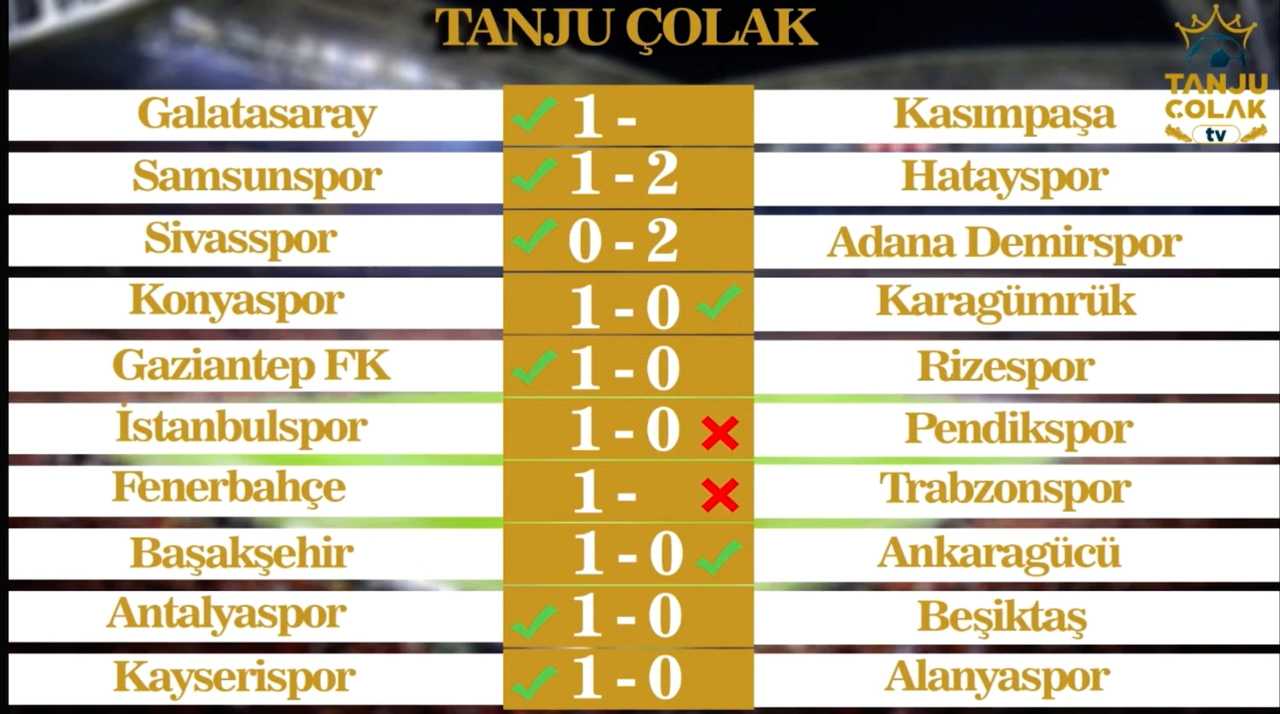 TANJU ÇOLAK
TANJU
ÇOLAK
tv
Galatasaray 1 - Kasımpaşa
Samsunspor 1 - 2 Hatayspor
Sivasspor 0 - 2 Adana Demirspor
Konyaspor 1 - 0 Karagümrük
Gaziantep FK 1 - 0 Rizespor
İstanbulspor 1 - 0 Pendikspor
Fenerbahçe 1 - Trabzonspor
Başakşehir 1 - 0 Ankaragücü
Antalyaspor 1 - 0 Beşiktaş
Kayserispor 1 - 0 Alanyaspor